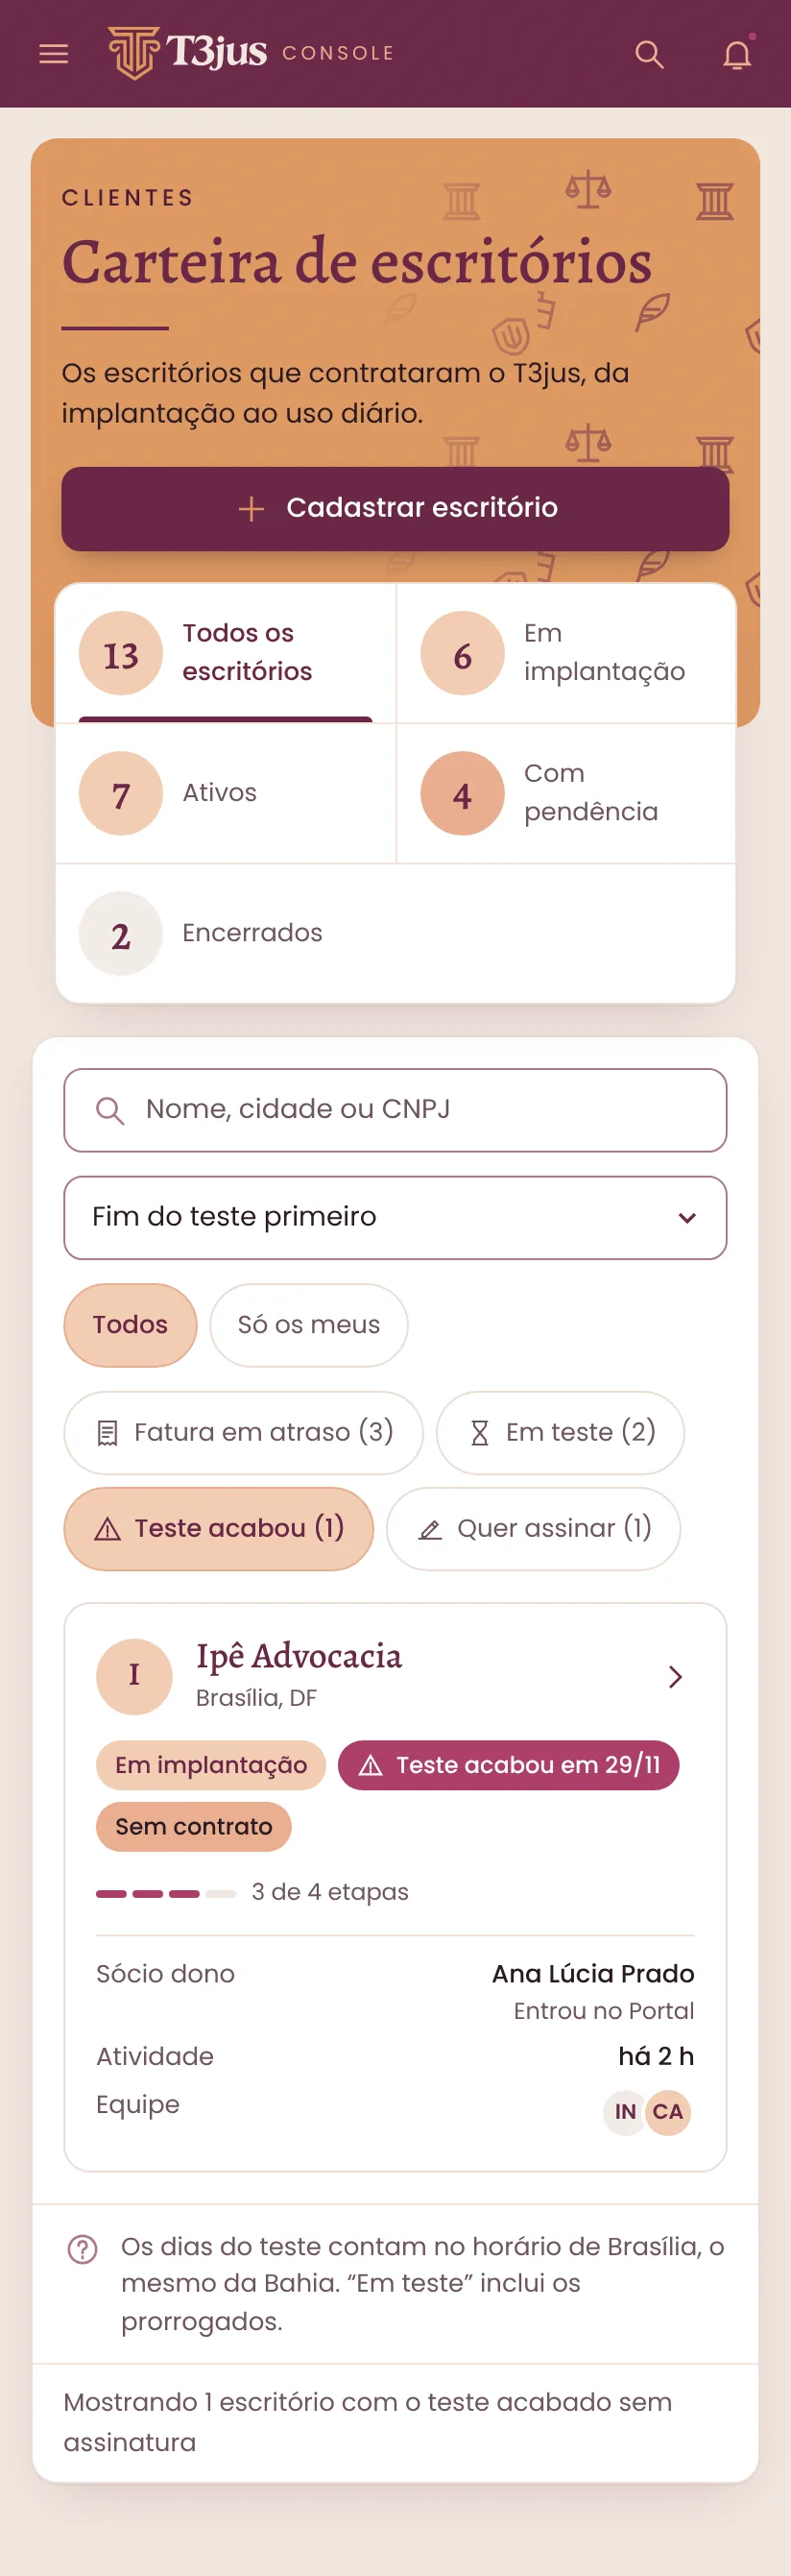 T3jus CONSOLE
CLIENTES
Carteira de escritórios
Os escritórios que contrataram o T3jus, da
implantação ao uso diário.
Cadastrar escritório
13
Todos os
escritórios
6
Em
implantação
7
Ativos
4
Com
pendência
2
Encerrados
Nome, cidade ou CNPJ
Fim do teste primeiro
Todos
Só os meus
Fatura em atraso (3)
Em teste (2)
Teste acabou (1)
Quer assinar (1)
I
Ipê Advocacia
Brasília, DF
Em implantação
Teste acabou em 29/11
Sem contrato
3 de 4 etapas
Sócio dono
Ana Lúcia Prado
Entrou no Portal
Atividade
há 2 h
Equipe
IN CA
Os dias do teste contam no horário de Brasília, o
mesmo da Bahia. “Em teste” inclui os
prorrogados.
Mostrando 1 escritório com o teste acabado sem
assinatura